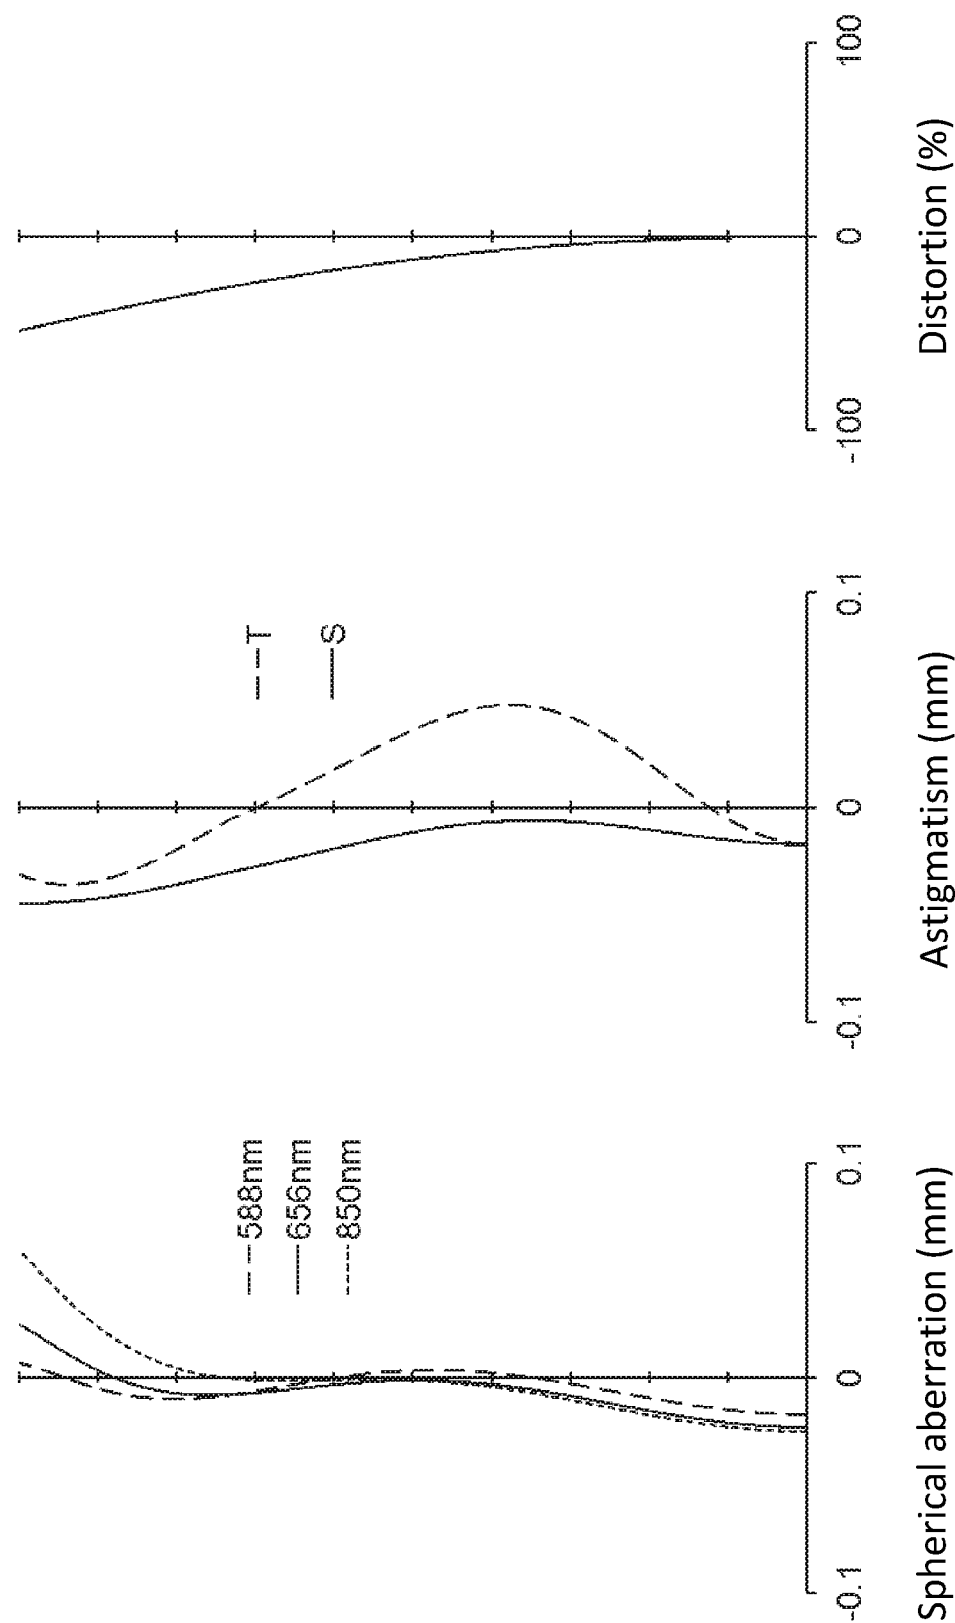 588nm
656nm
850nm
-0.1
0
0.1
Spherical aberration (mm)
T
S
-0.1
0
0.1
Astigmatism (mm)
-100
0
100
Distortion (%)